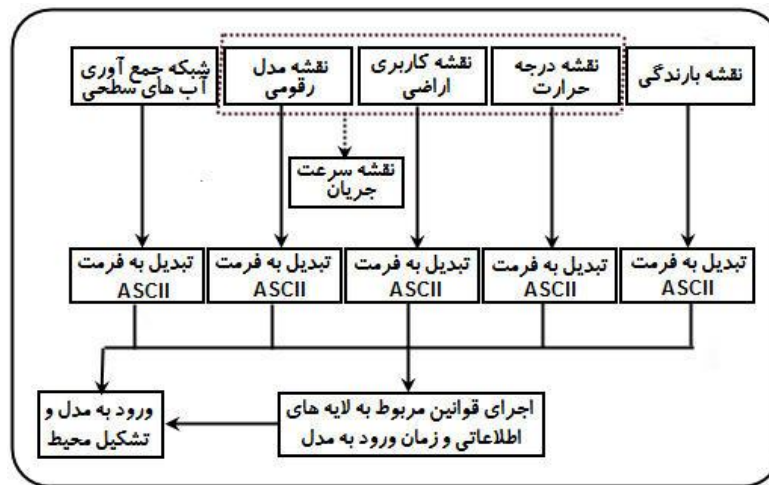 نقشه بارندگی
نقشه درجه
حرارت
نقشه کاربری
اراضی
نقشه مدل
رقومی
شبکه جمع آوری
آب های سطحی
نقشه سرعت
جریان
تبدیل به فرمت
ASCII
تبدیل به فرمت
ASCII
تبدیل به فرمت
ASCII
تبدیل به فرمت
ASCII
تبدیل به فرمت
ASCII
اجرای قوانین مربوط به لایه های
اطلاعاتی و زمان ورود به مدل
ورود به مدل و
تشکیل محیط